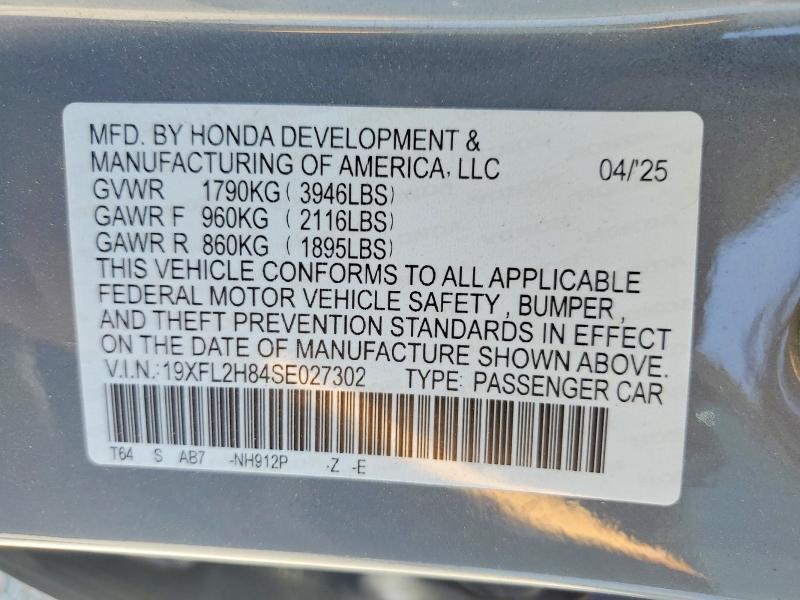 MFD. BY HONDA DEVELOPMENT &
MANUFACTURING OF AMERICA, LLC 04/'25
GVWR 1790KG ( 3946LBS)
GAWR F 960KG ( 2116LBS)
GAWR R 860KG ( 1895LBS)
THIS VEHICLE CONFORMS TO ALL APPLICABLE
FEDERAL MOTOR VEHICLE SAFETY , BUMPER ,
AND THEFT PREVENTION STANDARDS IN EFFECT
ON THE DATE OF MANUFACTURE SHOWN ABOVE.
V.I.N.:19XFL2H84SE027302 TYPE: PASSENGER CAR
T64 S AB7 -NH912P -Z -E